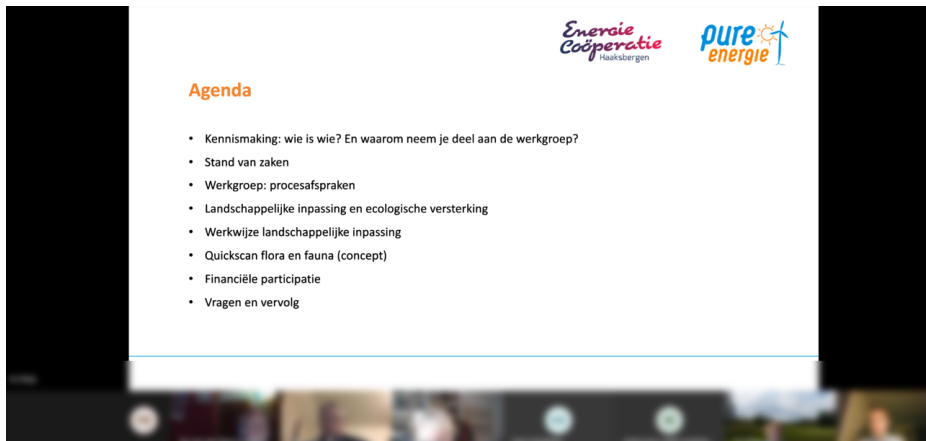 Energie
Coöperatie
Haaksbergen
pure
energie
Agenda
• Kennismaking: wie is wie? En waarom neem je deel aan de werkgroep?
• Stand van zaken
• Werkgroep: procesafspraken
• Landschappelijke inpassing en ecologische versterking
• Werkwijze landschappelijke inpassing
• Quickscan flora en fauna (concept)
• Financiële participatie
• Vragen en vervolg